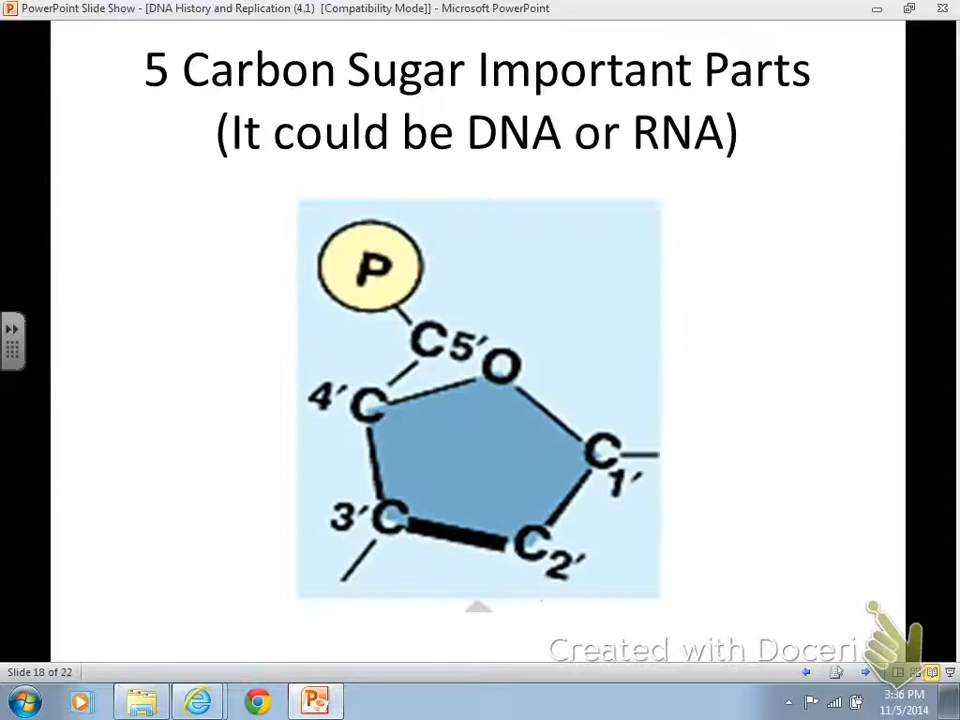 PowerPoint Slide Show - [DNA History and Replication (4.1) [Compatibility Mode]] - Microsoft PowerPoint
5 Carbon Sugar Important Parts
(It could be DNA or RNA)
P
C5′
O
4′C
C
1′
3′C
C2′
Created with Doceri
Slide 18 of 22
3:36 PM
11/5/2014